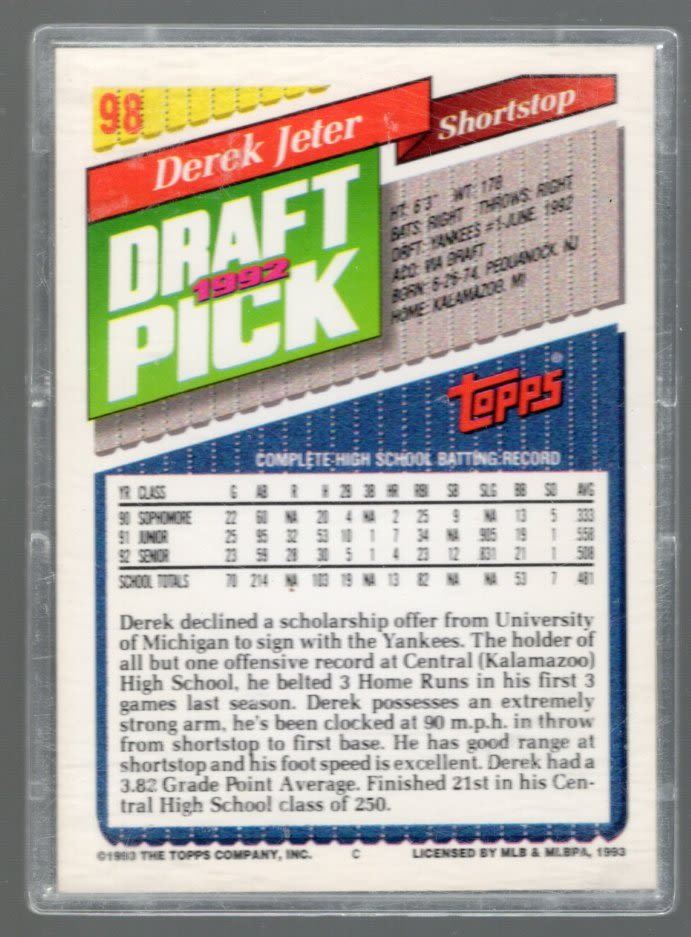 98
Derek Jeter
Shortstop
DRAFT
1992
PICK
HT: 6'3" WT: 170
BATS: RIGHT THROWS: RIGHT
DRFT: YANKEES #1-JUNE, 1992
ACQ: VIA DRAFT
BORN: 6-26-74, PEQUANOCK, NJ
HOME: KALAMAZOO, MI
TOPPS®
COMPLETE HIGH SCHOOL BATTING RECORD
YR CLASS G AB R H 2B 3B HR RBI SB SLG BB SO AVG
90 SOPHOMORE 22 60 NA 20 4 NA 2 25 9 NA 13 5 .333
91 JUNIOR 25 95 32 53 10 1 7 34 NA .905 19 1 .558
92 SENIOR 23 59 28 30 5 1 4 23 12 .831 21 1 .508
SCHOOL TOTALS 70 214 NA 103 19 NA 13 82 NA NA 53 7 .481
Derek declined a scholarship offer from University
of Michigan to sign with the Yankees. The holder of
all but one offensive record at Central (Kalamazoo)
High School, he belted 3 Home Runs in his first 3
games last season. Derek possesses an extremely
strong arm, he's been clocked at 90 m.p.h. in throw
from shortstop to first base. He has good range at
shortstop and his foot speed is excellent. Derek had a
3.82 Grade Point Average. Finished 21st in his Cen-
tral High School class of 250.
©1993 THE TOPPS COMPANY, INC. C LICENSED BY MLB & MLBPA, 1993